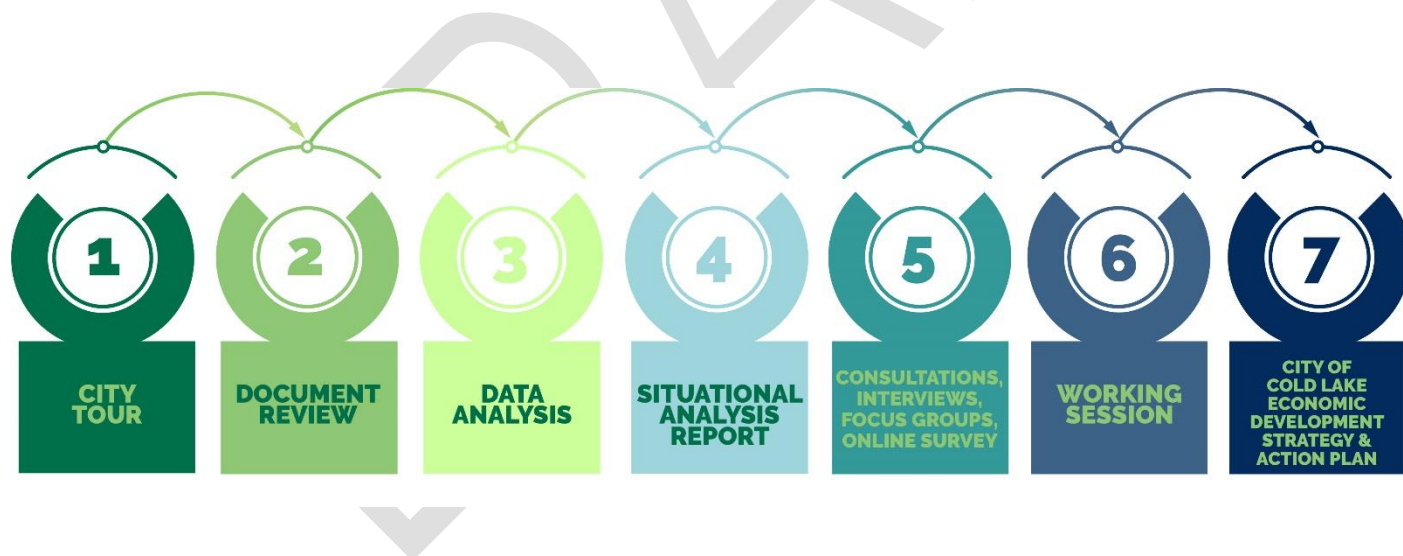 1
2
3
4
5
6
7
CITY
TOUR
DOCUMENT
REVIEW
DATA
ANALYSIS
SITUATIONAL
ANALYSIS
REPORT
CONSULTATIONS,
INTERVIEWS,
FOCUS GROUPS,
ONLINE SURVEY
WORKING
SESSION
CITY OF
COLD LAKE
ECONOMIC
DEVELOPMENT
STRATEGY &
ACTION PLAN